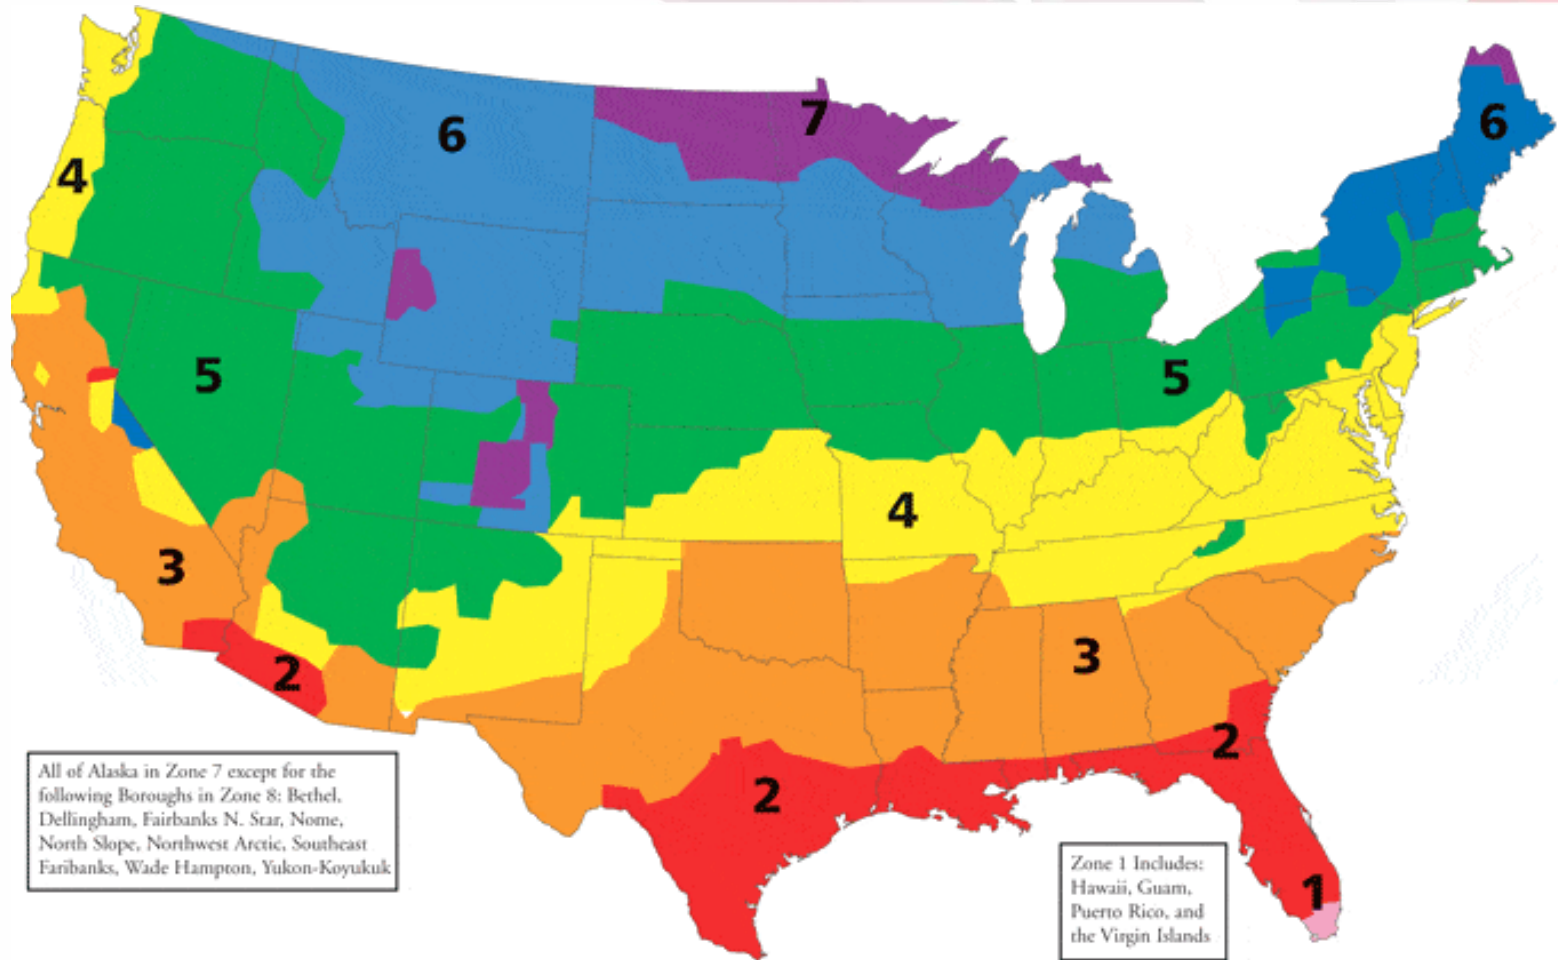 7
6
6
4
5
5
4
3
3
2
2
2
1
All of Alaska in Zone 7 except for the
following Boroughs in Zone 8: Bethel,
Dellingham, Fairbanks N. Star, Nome,
North Slope, Northwest Arctic, Southeast
Faribanks, Wade Hampton, Yukon-Koyukuk
Zone 1 Includes:
Hawaii, Guam,
Puerto Rico, and
the Virgin Islands